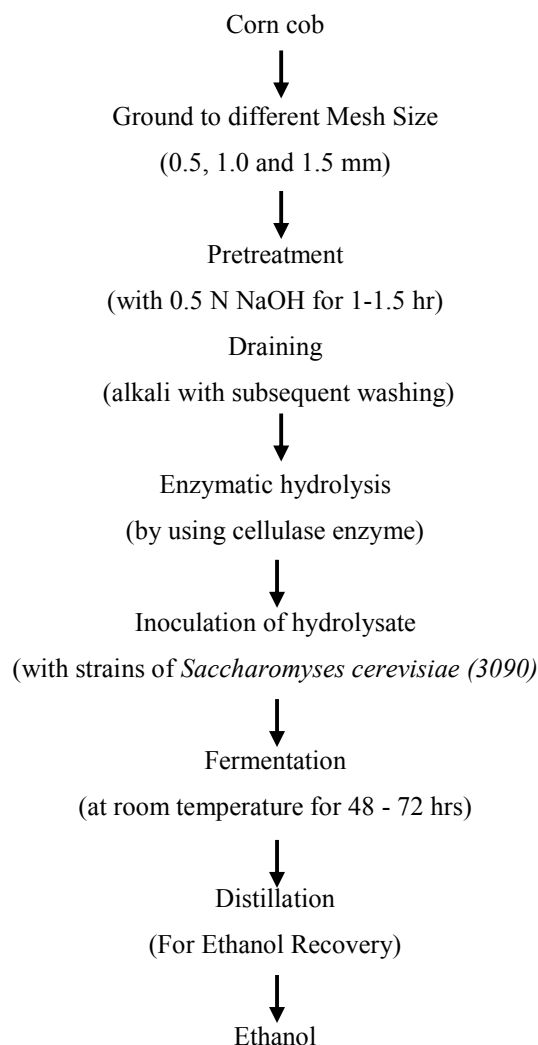 Corn cob
Ground to different Mesh Size
(0.5, 1.0 and 1.5 mm)
Pretreatment
(with 0.5 N NaOH for 1-1.5 hr)
Draining
(alkali with subsequent washing)
Enzymatic hydrolysis
(by using cellulase enzyme)
Inoculation of hydrolysate
(with strains of Saccharomyses cerevisiae (3090)
Fermentation
(at room temperature for 48 - 72 hrs)
Distillation
(For Ethanol Recovery)
Ethanol